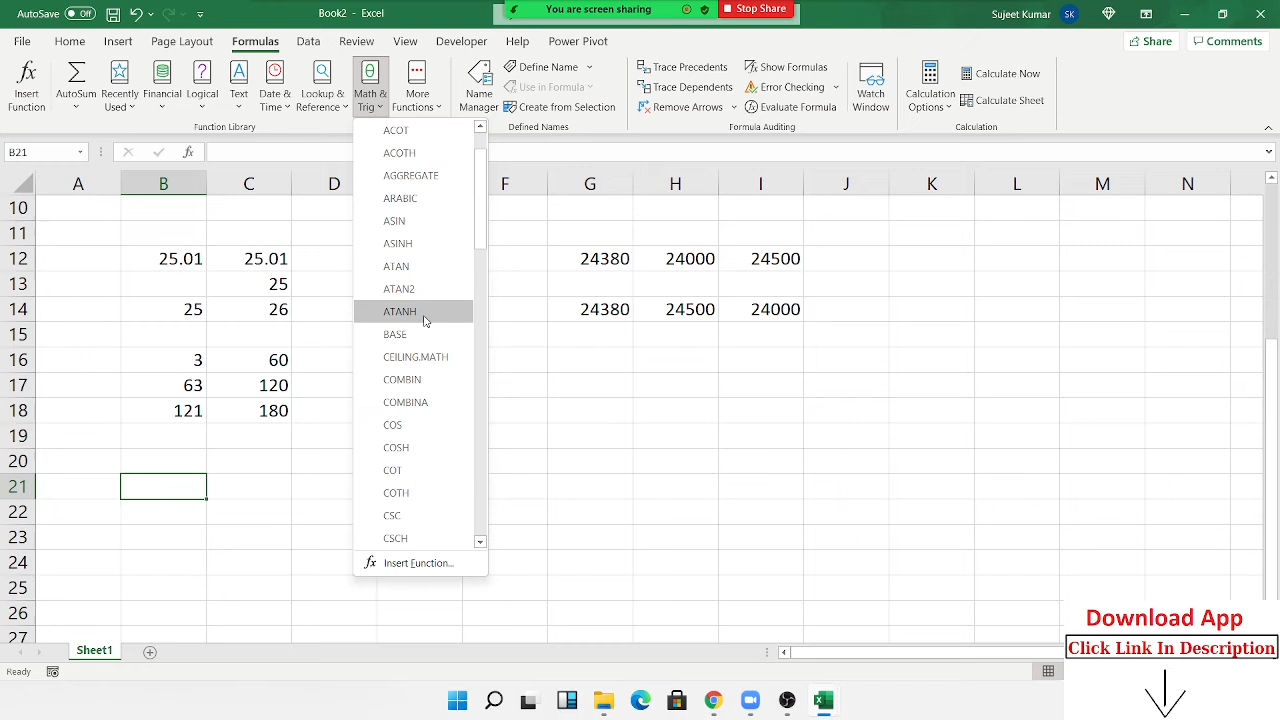 AutoSave Off
Book2 - Excel
You are screen sharing
Stop Share
Sujeet Kumar
SK
File Home Insert Page Layout Formulas Data Review View Developer Help Power Pivot
Share
Comments
Insert Function
AutoSum
Recently Used
Financial
Logical
Text
Date & Time
Lookup & Reference
Math & Trig
More Functions
Function Library
Name Manager
Define Name
Use in Formula
Create from Selection
Defined Names
Trace Precedents
Trace Dependents
Remove Arrows
Show Formulas
Error Checking
Evaluate Formula
Formula Auditing
Watch Window
Calculation Options
Calculate Now
Calculate Sheet
Calculation
B21
fx
A B C D F G H I J K L M N
10
11
12 25.01 25.01 24380 24000 24500
13 25
14 25 26 24380 24500 24000
15
16 3 60
17 63 120
18 121 180
19
20
21
22
23
24
25
26
27
ACOT
ACOTH
AGGREGATE
ARABIC
ASIN
ASINH
ATAN
ATAN2
ATANH
BASE
CEILING.MATH
COMBIN
COMBINA
COS
COSH
COT
COTH
CSC
CSCH
fx Insert Function...
Download App
Click Link In Description
Sheet1
Ready